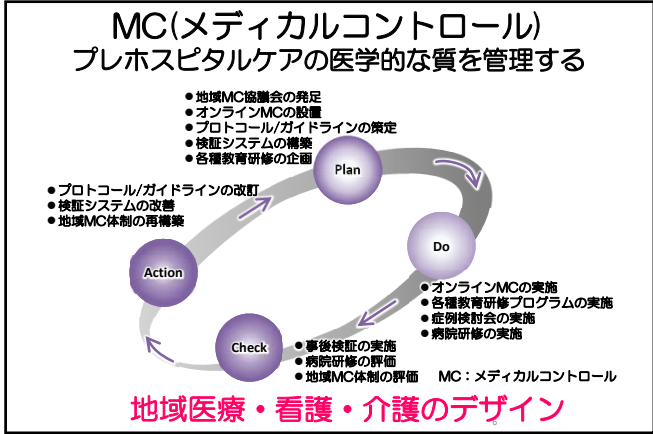 MC(メディカルコントロール)
プレホスピタルケアの医学的な質を管理する
●地域MC協議会の発足
●オンラインMCの設置
●プロトコール/ガイドラインの策定
●検証システムの構築
●各種教育研修の企画
Plan
●プロトコール/ガイドラインの改訂
●検証システムの改善
●地域MC体制の再構築
Do
Action
●オンラインMCの実施
●各種教育研修プログラムの実施
●症例検討会の実施
●病院研修の実施
Check
●事後検証の実施
●病院研修の評価
●地域MC体制の評価
MC：メディカルコントロール
地域医療・看護・介護のデザイン